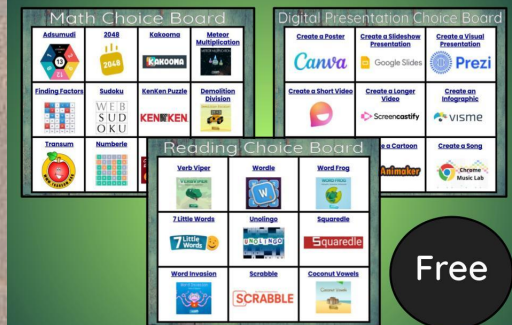 Math Choice Board
Adsumudi
2048
Kakooma
Meteor
Multiplication
13
2048
KAKOOMA
Finding Factors
Sudoku
KenKen Puzzle
Demolition
Division
WEB
SUD
OKU
KENKEN
Transum
Numberle
Digital Presentation Choice Board
Create a Poster
Create a Slideshow
Presentation
Create a Visual
Presentation
Canva
Google Slides
Prezi
Create a Short Video
Create a Longer
Video
Create an
Infographic
Screencastify
VISME
e a Cartoon
Create a Song
Animaker
Chrome
Music Lab
Reading Choice Board
Verb Viper
Wordle
Word Frog
W
7 Little Words
Unolingo
Squaredle
7 Little
Words
UNOLINGO
Squaredle
Word Invasion
Scrabble
Coconut Vowels
SCRABBLE
Coconut Vowels
Free